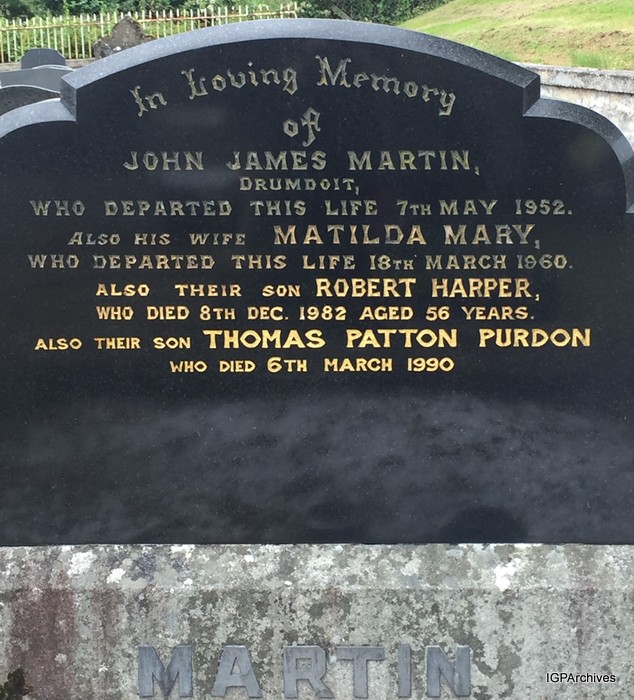 In Loving Memory
of
JOHN JAMES MARTIN,
DRUMDOIT,
WHO DEPARTED THIS LIFE 7TH MAY 1952.
ALSO HIS WIFE MATILDA MARY,
WHO DEPARTED THIS LIFE 18TH MARCH 1960.
ALSO THEIR SON ROBERT HARPER,
WHO DIED 8TH DEC. 1982 AGED 56 YEARS.
ALSO THEIR SON THOMAS PATTON PURDON
WHO DIED 6TH MARCH 1990
MARTIN
IGPArchives